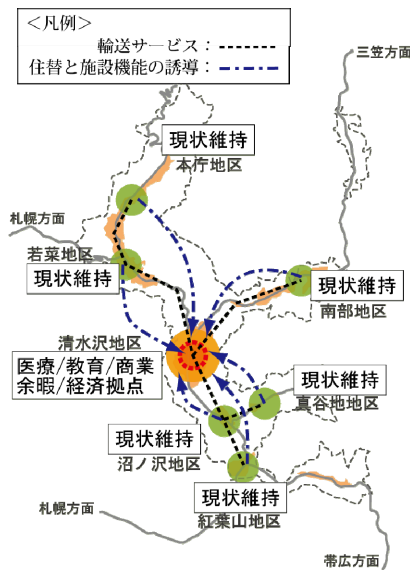 ＜凡例＞
輸送サービス：
住替と施設機能の誘導：
三笠方面
現状維持
本庁地区
札幌方面
若菜地区
現状維持
現状維持
南部地区
清水沢地区
医療/教育/商業
余暇/経済拠点
現状維持
真谷地地区
現状維持
沼ノ沢地区
現状維持
紅葉山地区
札幌方面
帯広方面